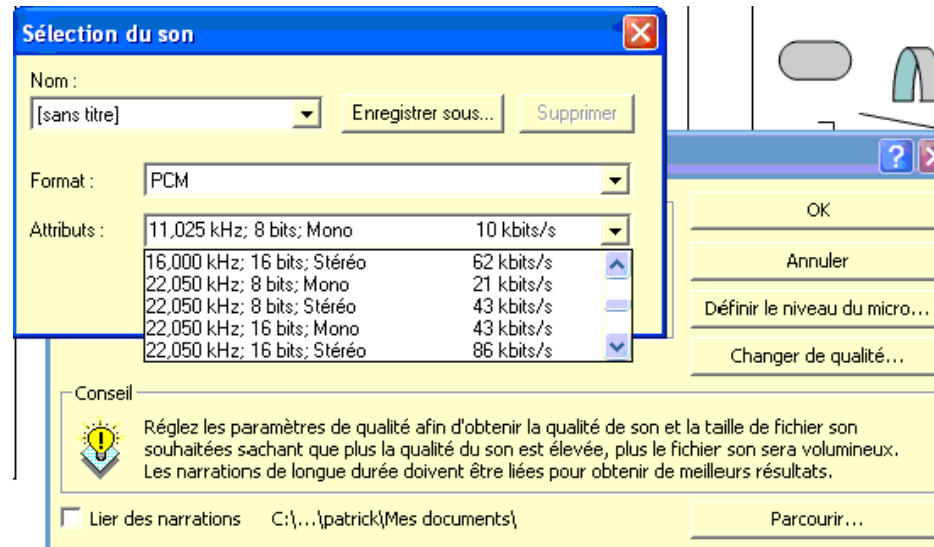 Sélection du son
Nom :
[sans titre]
Enregistrer sous...
Supprimer
Format :
PCM
Attributs :
11,025 kHz; 8 bits; Mono 10 kbits/s
16,000 kHz; 16 bits; Stéréo 62 kbits/s
22,050 kHz; 8 bits; Mono 21 kbits/s
22,050 kHz; 8 bits; Stéréo 43 kbits/s
22,050 kHz; 16 bits; Mono 43 kbits/s
22,050 kHz; 16 bits; Stéréo 86 kbits/s
?
OK
Annuler
Définir le niveau du micro...
Changer de qualité...
Conseil
Réglez les paramètres de qualité afin d'obtenir la qualité de son et la taille de fichier son
souhaitées sachant que plus la qualité du son est élevée, plus le fichier son sera volumineux.
Les narrations de longue durée doivent être liées pour obtenir de meilleurs résultats.
Lier des narrations C:\...\patrick\Mes documents\
Parcourir...